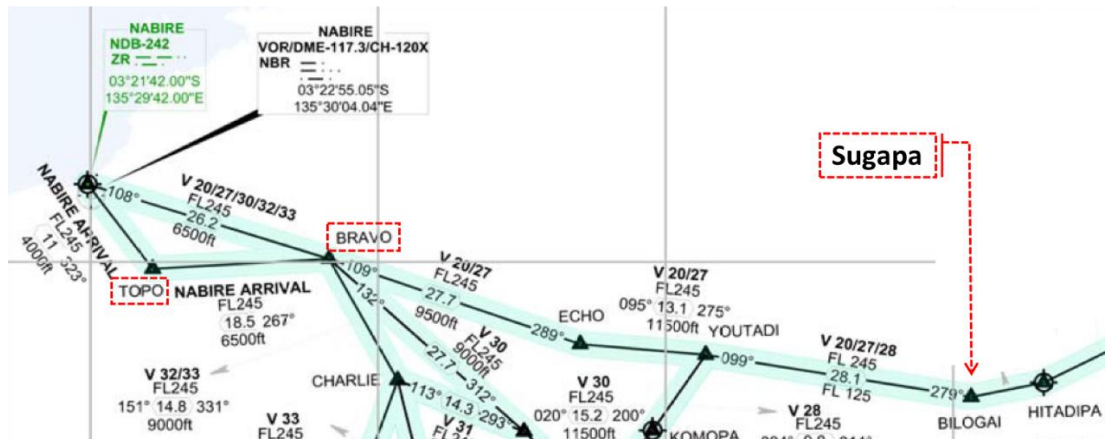 NABIRE
NDB-242
ZR
03°21'42.00"S
135°29'42.00"E
NABIRE
VOR/DME-117.3/CH-120X
NBR
03°22'55.05"S
135°30'04.04"E
Sugapa
108°
V 20/27/30/32/33
FL245
26.2
6500ft
NABIRE ARRIVAL
FL245
11 323°
4000ft
BRAVO
TOPO
NABIRE ARRIVAL
FL245
18.5 267°
6500ft
109°
V 20/27
FL245
27.7
9500ft
289°
ECHO
V 20/27
FL245
095° 13.1 275°
11500ft
YOUTADI
099°
V 20/27/28
FL 245
28.1
FL 125
279°
BILOGAI
HITADIPA
132°
V 30
FL245
27.7 312°
9000ft
V 32/33
FL245
151° 14.8 331°
9000ft
CHARLIE
113° 14.3 293°
V 31
V 33
FL245
V 30
FL245
020° 15.2 200°
11500ft
KOMOPA
V 28
FL245